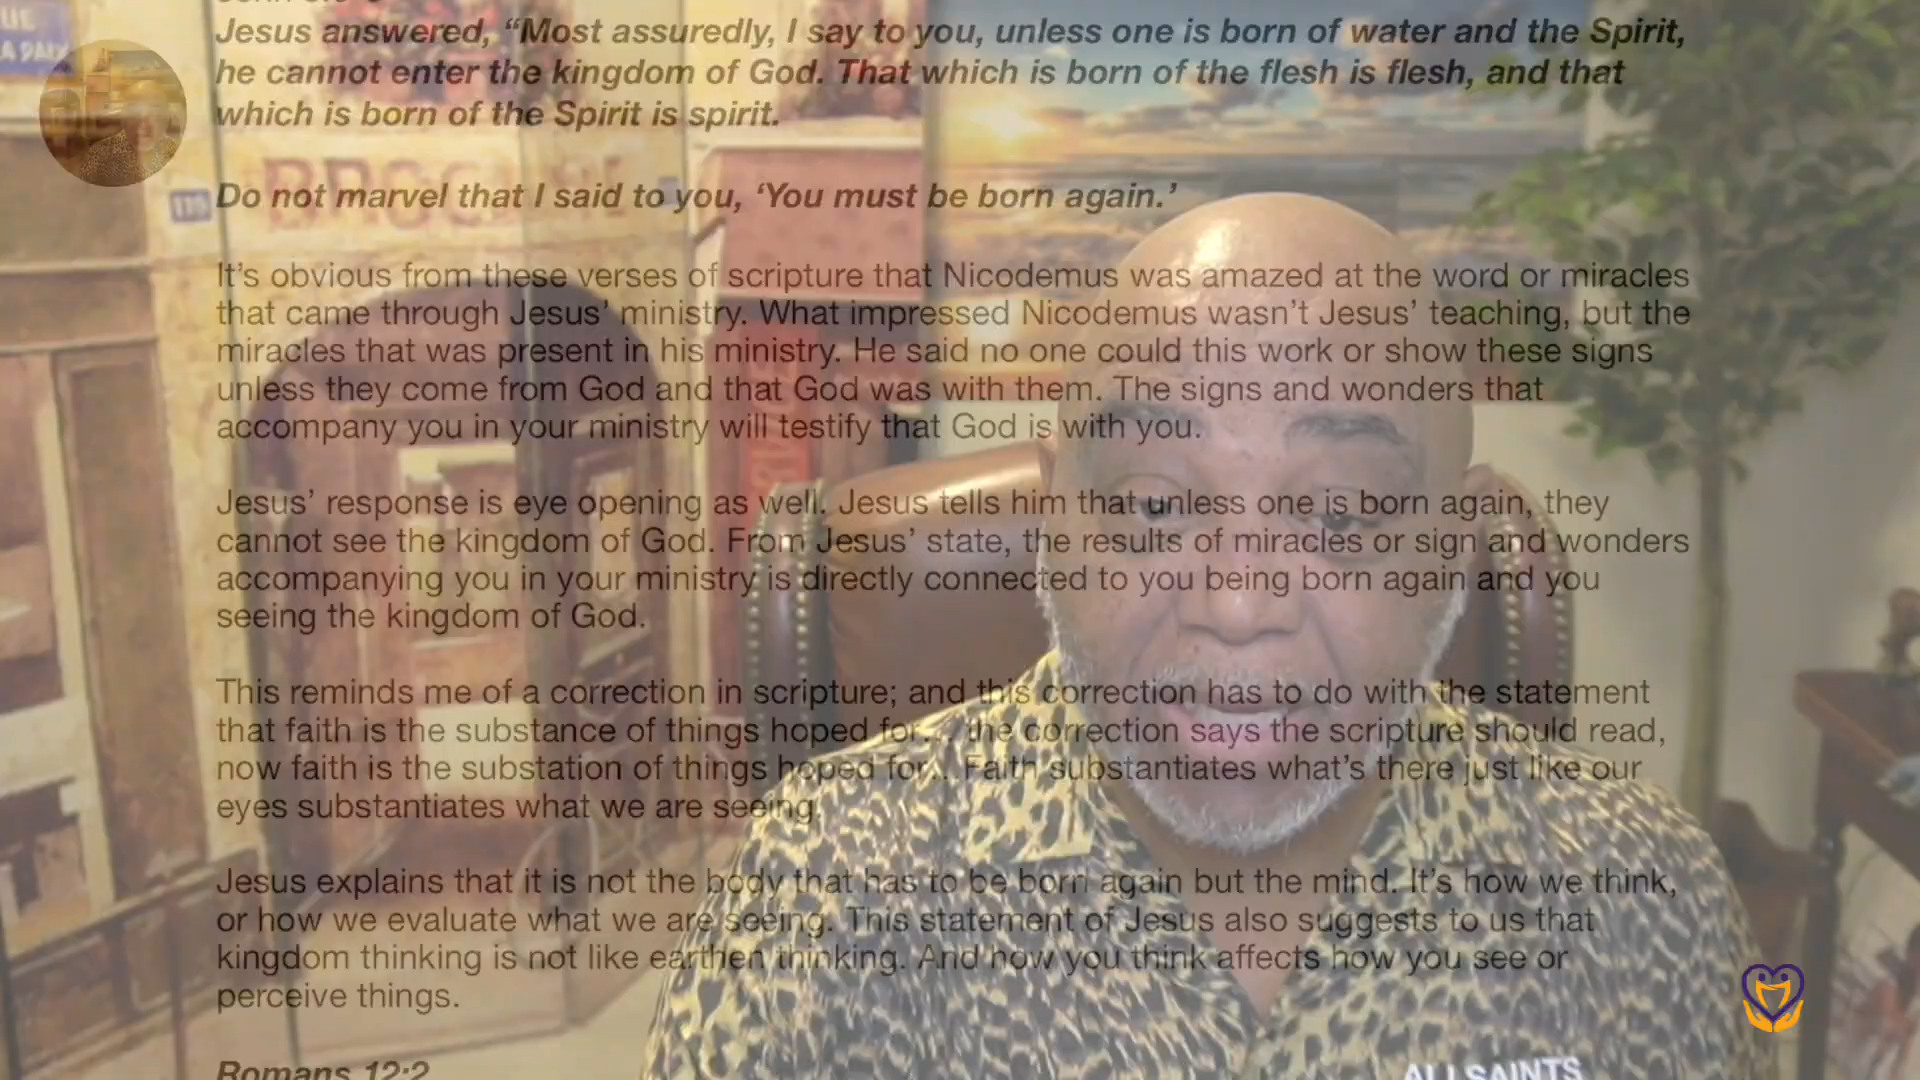 Jesus answered, “Most assuredly, I say to you, unless one is born of water and the Spirit,
he cannot enter the kingdom of God. That which is born of the flesh is flesh, and that
which is born of the Spirit is spirit.
Do not marvel that I said to you, ‘You must be born again.’
It’s obvious from these verses of scripture that Nicodemus was amazed at the word or miracles
that came through Jesus’ ministry. What impressed Nicodemus wasn’t Jesus’ teaching, but the
miracles that was present in his ministry. He said no one could this work or show these signs
unless they come from God and that God was with them. The signs and wonders that
accompany you in your ministry will testify that God is with you.
Jesus’ response is eye opening as well. Jesus tells him that unless one is born again, they
cannot see the kingdom of God. From Jesus’ state, the results of miracles or sign and wonders
accompanying you in your ministry is directly connected to you being born again and you
seeing the kingdom of God.
This reminds me of a correction in scripture; and this correction has to do with the statement
that faith is the substance of things hoped for... the correction says the scripture should read,
now faith is the substation of things hoped for... Faith substantiates what’s there just like our
eyes substantiates what we are seeing.
Jesus explains that it is not the body that has to be born again but the mind. It’s how we think,
or how we evaluate what we are seeing. This statement of Jesus also suggests to us that
kingdom thinking is not like earthen thinking. And how you think affects how you see or
perceive things.
Romans 12:2
ALLSAINTS